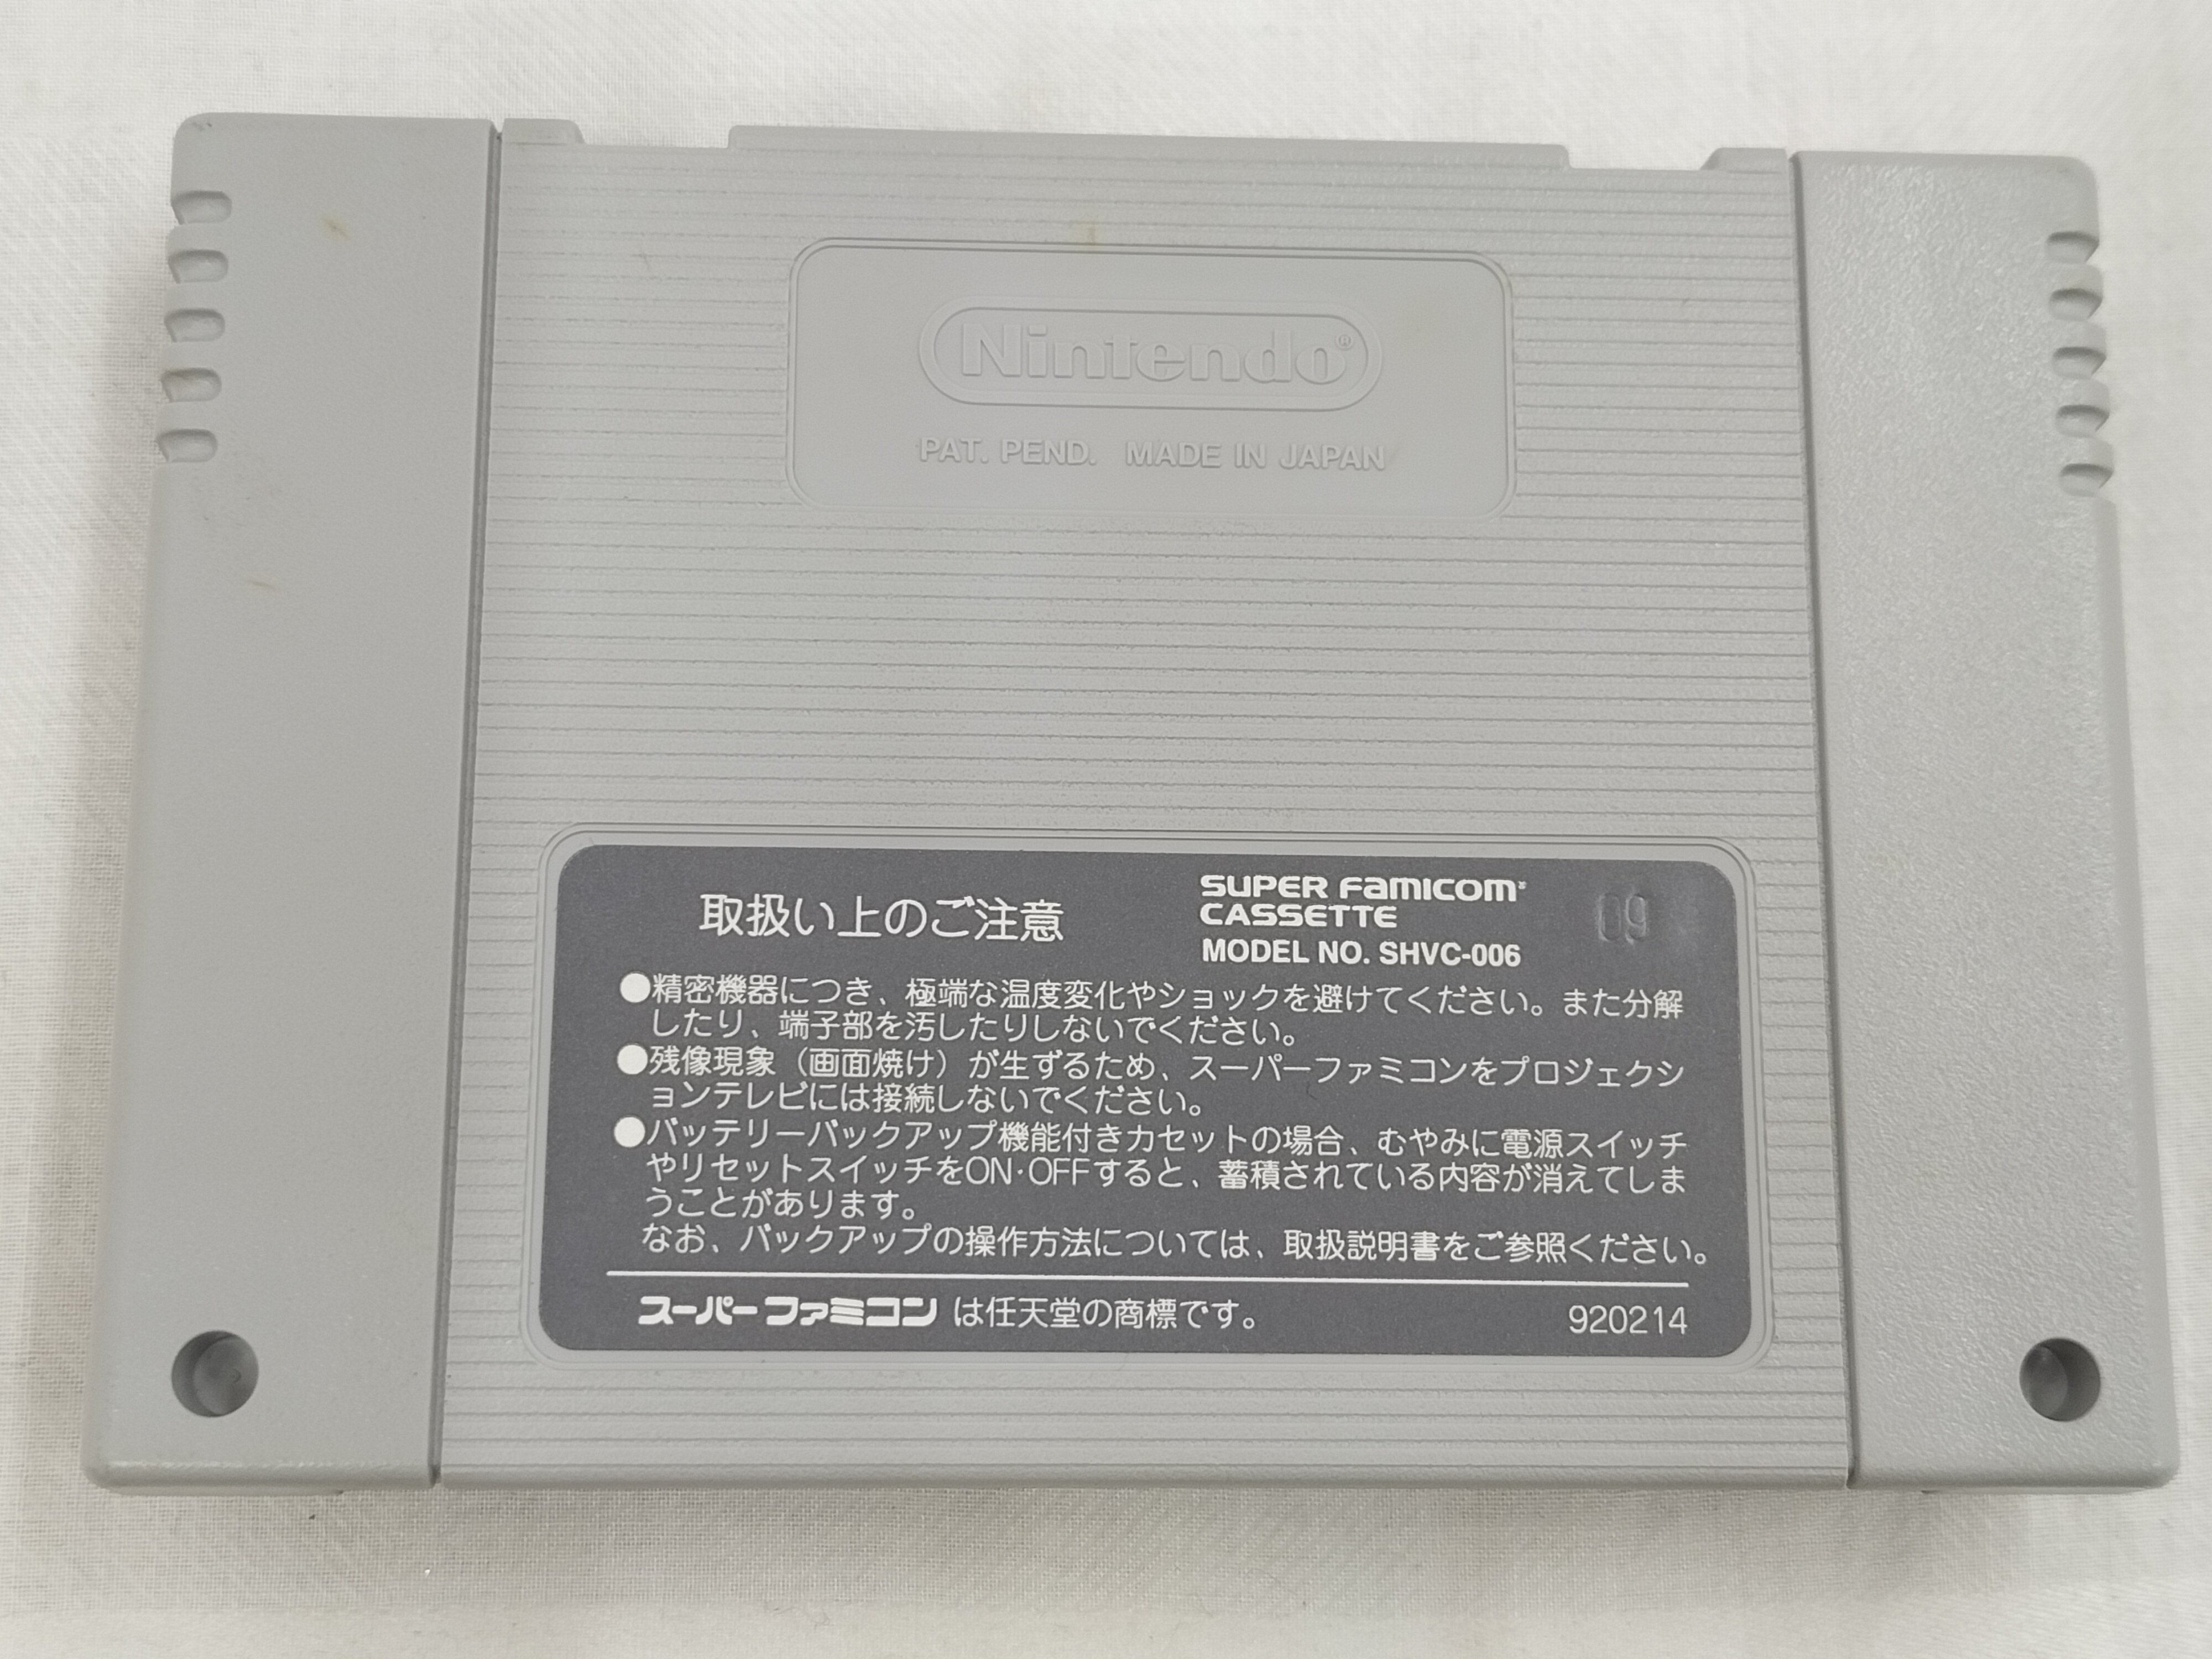 Nintendo®
PAT. PEND. MADE IN JAPAN
取扱い上のご注意
SUPER FAMICOM
CASSETTE
MODEL NO. SHVC-006
09
●精密機器につき、極端な温度変化やショックを避けてください。また分解
したり、端子部を汚したりしないでください。
●残像現象（画面焼け）が生ずるため、スーパーファミコンをプロジェクシ
ョンテレビには接続しないでください。
●バッテリーバックアップ機能付きカセットの場合、むやみに電源スイッチ
やリセットスイッチをON·OFFすると、蓄積されている内容が消えてしま
うことがあります。
なお、バックアップの操作方法については、取扱説明書をご参照ください。
スーパーファミコンは任天堂の商標です。
920214